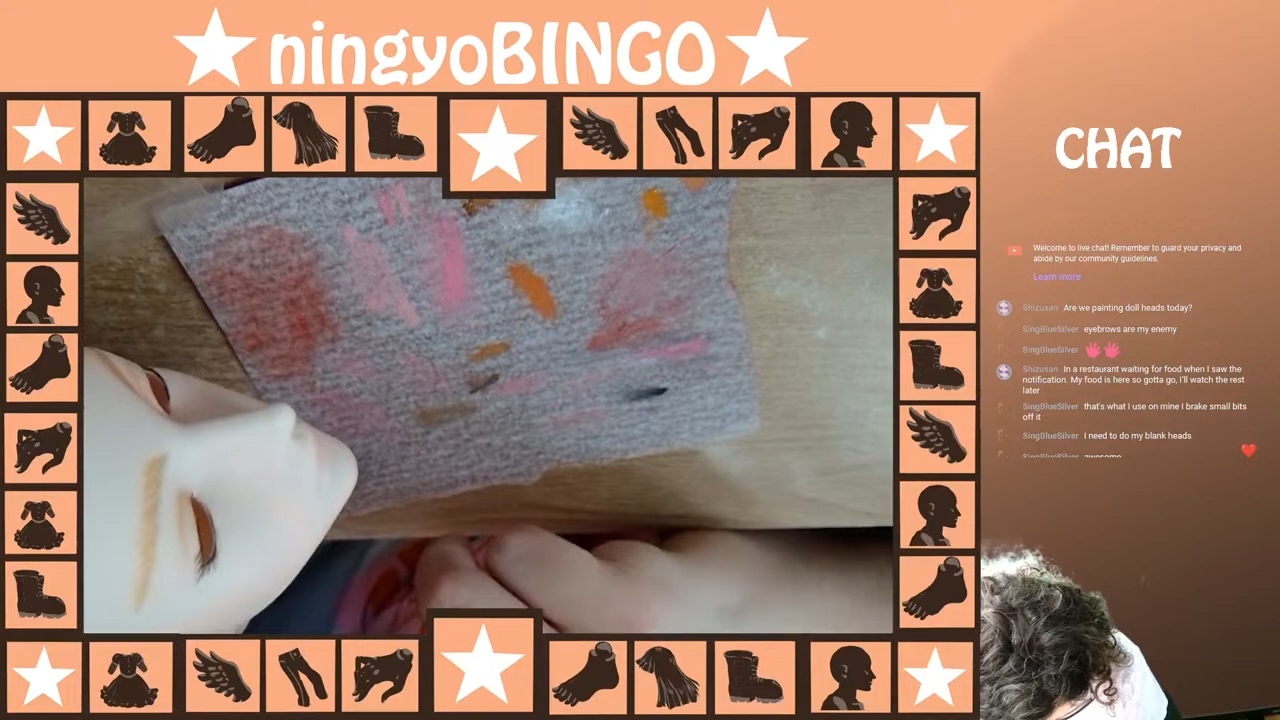 ningyoBINGO
CHAT
Welcome to live chat! Remember to guard your privacy and
abide by our community guidelines.
Learn more
Shizusan Are we painting doll heads today?
SingBlueSilver eyebrows are my enemy
SingBlueSilver
Shizusan In a restaurant waiting for food when I saw the
notification. My food is here so gotta go, I'll watch the rest
later
SingBlueSilver that's what I use on mine I brake small bits
off it
SingBlueSilver I need to do my blank heads
SingBlueSilver awesome